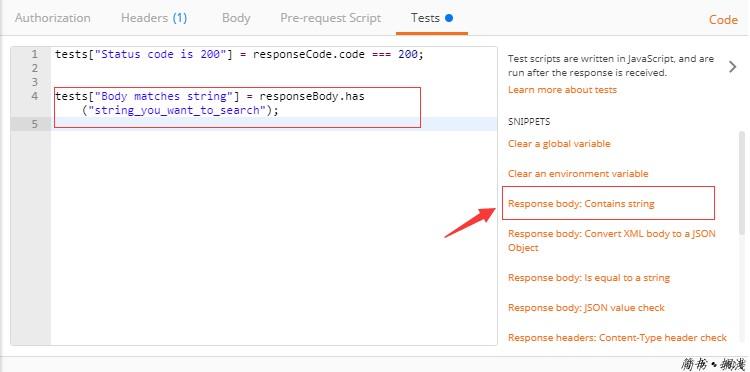 Authorization Headers (1) Body Pre-request Script Tests Code
1 tests["Status code is 200"] = responseCode.code === 200;
2
3
4 tests["Body matches string"] = responseBody.has
("string_you_want_to_search");
5
Test scripts are written in JavaScript, and are
run after the response is received.
Learn more about tests
SNIPPETS
Clear a global variable
Clear an environment variable
Response body: Contains string
Response body: Convert XML body to a JSON
Object
Response body: Is equal to a string
Response body: JSON value check
Response headers: Content-Type header check
简书 · 搁浅